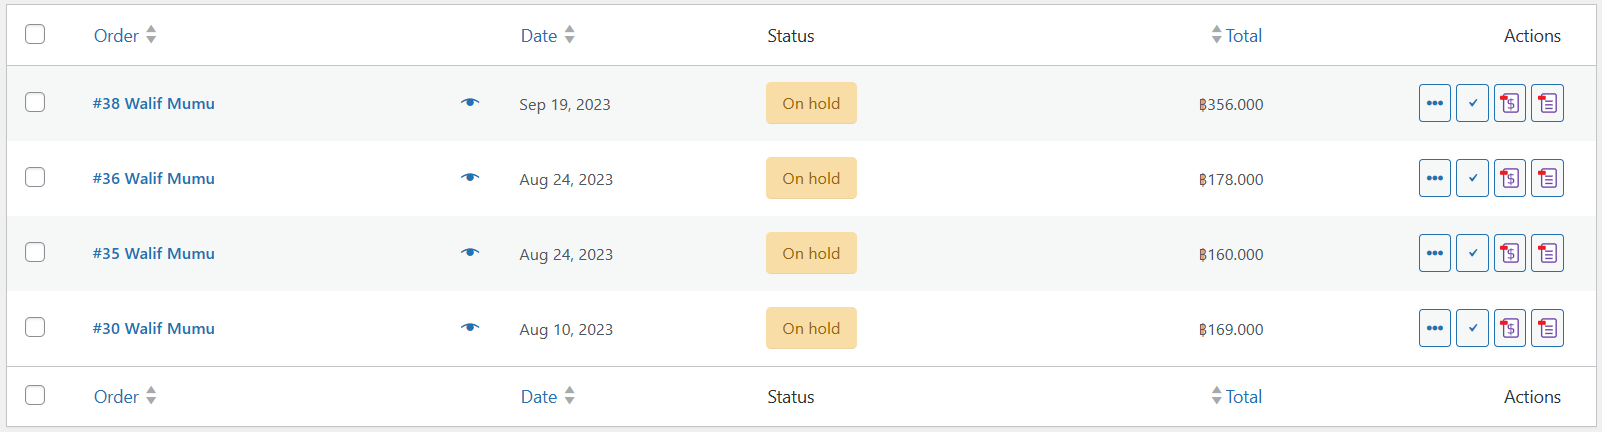 Order Date Status Total Actions
#38 Walif Mumu Sep 19, 2023 On hold ฿356.000
#36 Walif Mumu Aug 24, 2023 On hold ฿178.000
#35 Walif Mumu Aug 24, 2023 On hold ฿160.000
#30 Walif Mumu Aug 10, 2023 On hold ฿169.000
Order Date Status Total Actions